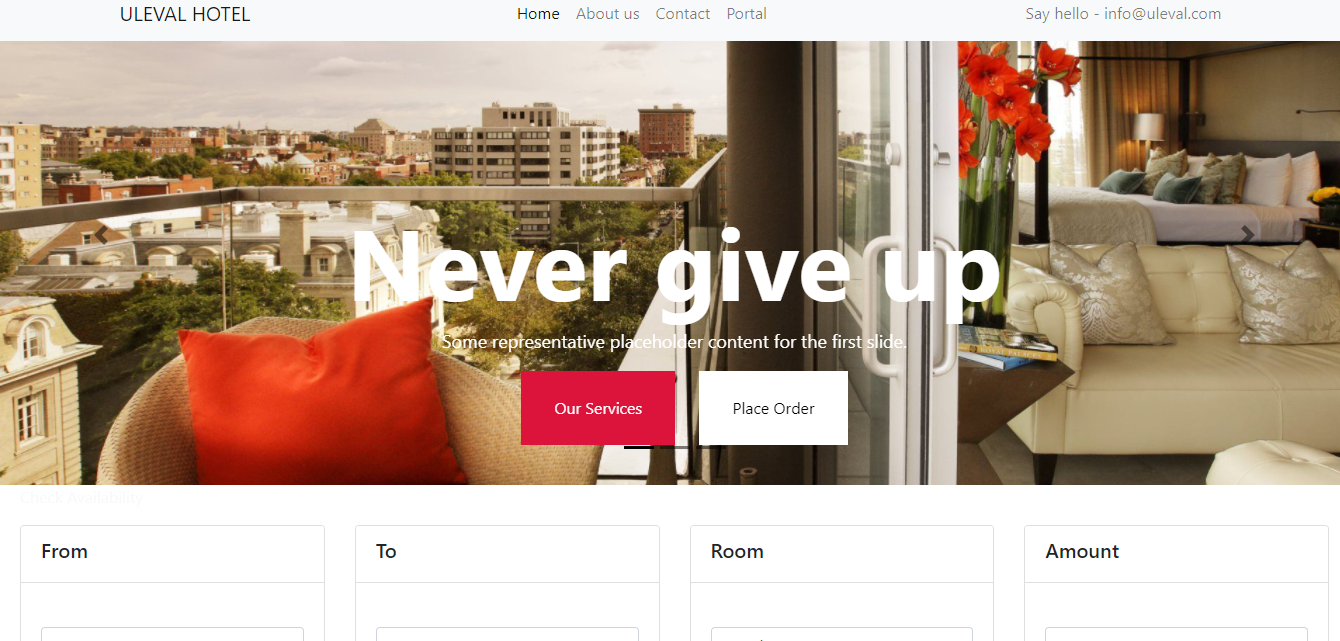 ULEVAL HOTEL
Home About us Contact Portal
Say hello - info@uleval.com
Never give up
Some representative placeholder content for the first slide.
Our Services
Place Order
Check Availability
From
To
Room
Amount